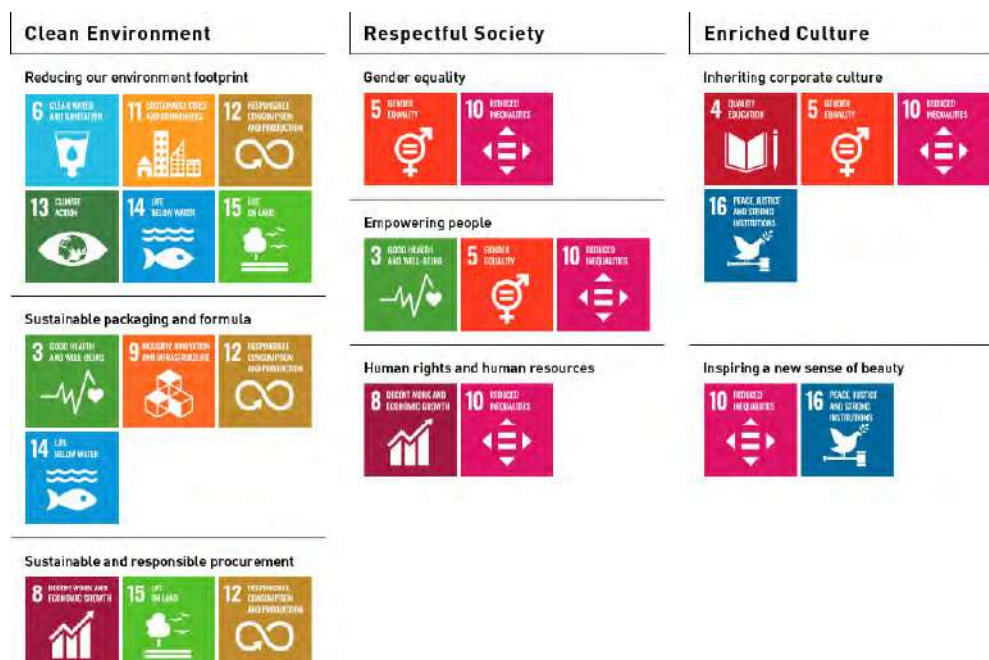 Clean Environment
Reducing our environment footprint
6 CLEAN WATER
AND SANITATION
11 SUSTAINABLE CITIES
AND COMMUNITIES
12 RESPONSIBLE
CONSUMPTION
AND PRODUCTION
13 CLIMATE
ACTION
14 LIFE
BELOW WATER
15 LIFE
ON LAND
Sustainable packaging and formula
3 GOOD HEALTH
AND WELL-BEING
9 INDUSTRY, INNOVATION
AND INFRASTRUCTURE
12 RESPONSIBLE
CONSUMPTION
AND PRODUCTION
14 LIFE
BELOW WATER
Sustainable and responsible procurement
8 DECENT WORK AND
ECONOMIC GROWTH
15 LIFE
ON LAND
12 RESPONSIBLE
CONSUMPTION
AND PRODUCTION
Respectful Society
Gender equality
5 GENDER
EQUALITY
10 REDUCED
INEQUALITIES
Empowering people
3 GOOD HEALTH
AND WELL-BEING
5 GENDER
EQUALITY
10 REDUCED
INEQUALITIES
Human rights and human resources
8 DECENT WORK AND
ECONOMIC GROWTH
10 REDUCED
INEQUALITIES
Enriched Culture
Inheriting corporate culture
4 QUALITY
EDUCATION
5 GENDER
EQUALITY
10 REDUCED
INEQUALITIES
16 PEACE, JUSTICE
AND STRONG
INSTITUTIONS
Inspiring a new sense of beauty
10 REDUCED
INEQUALITIES
16 PEACE, JUSTICE
AND STRONG
INSTITUTIONS